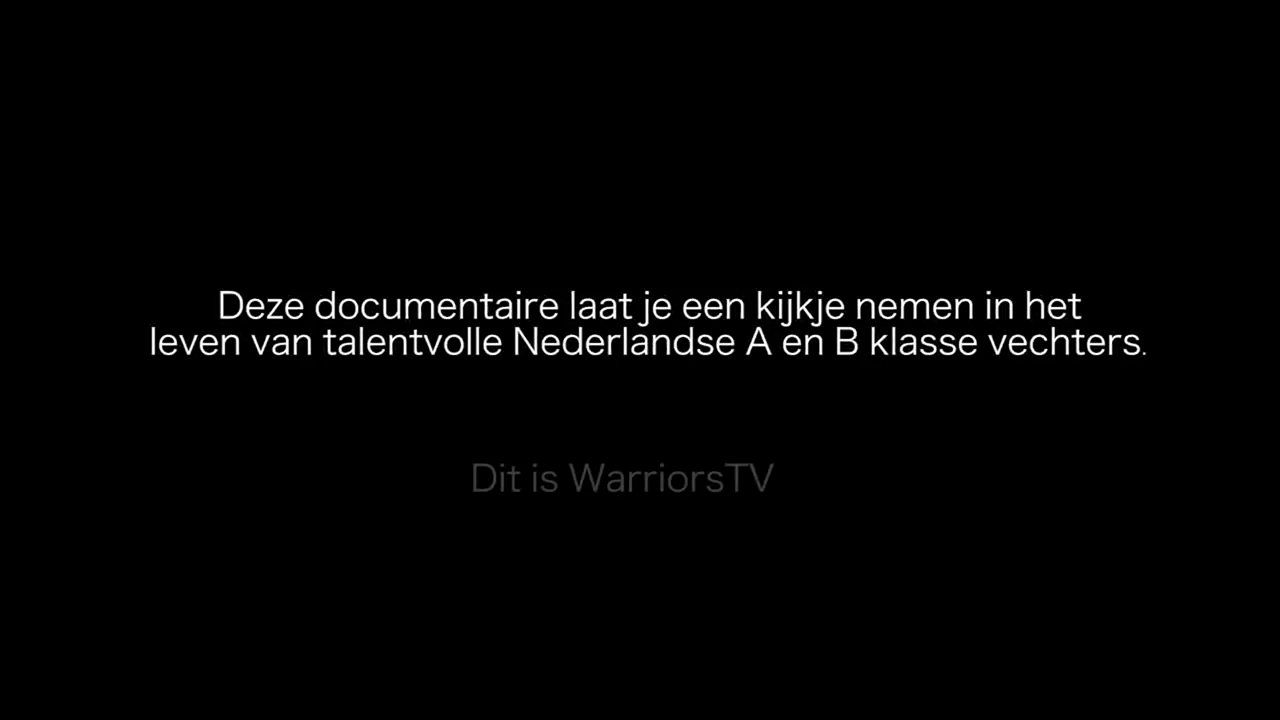 Deze documentaire laat je een kijkje nemen in het
leven van talentvolle Nederlandse A en B klasse vechters.
Dit is WarriorsTV